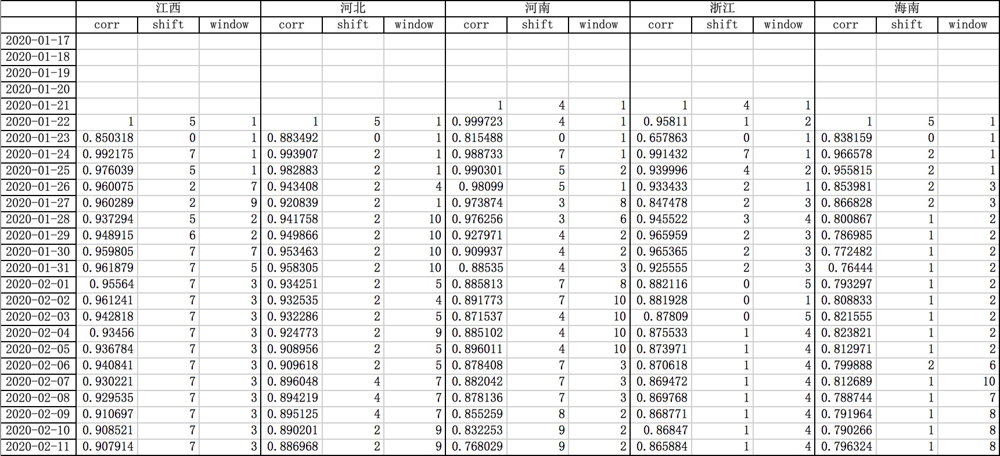 江西 河北 河南 浙江 海南
corr shift window corr shift window corr shift window corr shift window corr shift window
2020-01-17
2020-01-18
2020-01-19
2020-01-20
2020-01-21 1 4 1 1 4 1
2020-01-22 1 5 1 1 5 1 0.999723 4 1 0.95811 1 2 1 5 1
2020-01-23 0.850318 0 1 0.883492 0 1 0.815488 0 1 0.657863 0 1 0.838159 0 1
2020-01-24 0.992175 7 1 0.993907 2 1 0.988733 7 1 0.991432 7 1 0.966578 2 1
2020-01-25 0.976039 5 1 0.982883 2 1 0.990301 5 2 0.939996 4 2 0.955815 2 1
2020-01-26 0.960075 2 7 0.943408 2 4 0.98099 5 1 0.933433 2 1 0.853981 2 3
2020-01-27 0.960289 2 9 0.920839 2 1 0.973874 3 8 0.847478 2 3 0.866828 2 3
2020-01-28 0.937294 5 2 0.941758 2 10 0.976256 3 6 0.945522 3 4 0.800867 1 2
2020-01-29 0.948915 6 2 0.949866 2 10 0.927971 4 2 0.965959 2 3 0.786985 1 2
2020-01-30 0.959805 7 7 0.953463 2 10 0.909937 4 2 0.965365 2 3 0.772482 1 2
2020-01-31 0.961879 7 5 0.958305 2 10 0.88535 4 3 0.925555 2 3 0.76444 1 2
2020-02-01 0.95564 7 3 0.934251 2 5 0.885813 7 8 0.882116 0 5 0.793297 1 2
2020-02-02 0.961241 7 3 0.932535 2 4 0.891773 7 10 0.881928 0 1 0.808833 1 2
2020-02-03 0.942818 7 3 0.932286 2 5 0.871537 4 10 0.87809 0 5 0.821555 1 2
2020-02-04 0.93456 7 3 0.924773 2 9 0.885102 4 10 0.875533 1 4 0.823821 1 2
2020-02-05 0.936784 7 3 0.908956 2 5 0.896011 4 10 0.873971 1 4 0.812971 1 2
2020-02-06 0.940841 7 3 0.909618 2 5 0.878408 7 3 0.870618 1 4 0.799888 2 6
2020-02-07 0.930221 7 3 0.896048 4 7 0.882042 7 3 0.869472 1 4 0.812689 1 10
2020-02-08 0.929535 7 3 0.894219 4 7 0.878136 7 3 0.869768 1 4 0.788744 1 7
2020-02-09 0.910697 7 3 0.895125 4 7 0.855259 8 2 0.868771 1 4 0.791964 1 8
2020-02-10 0.908521 7 3 0.890201 2 9 0.832253 9 2 0.86847 1 4 0.790266 1 8
2020-02-11 0.907914 7 3 0.886968 2 9 0.768029 9 2 0.865884 1 4 0.796324 1 8